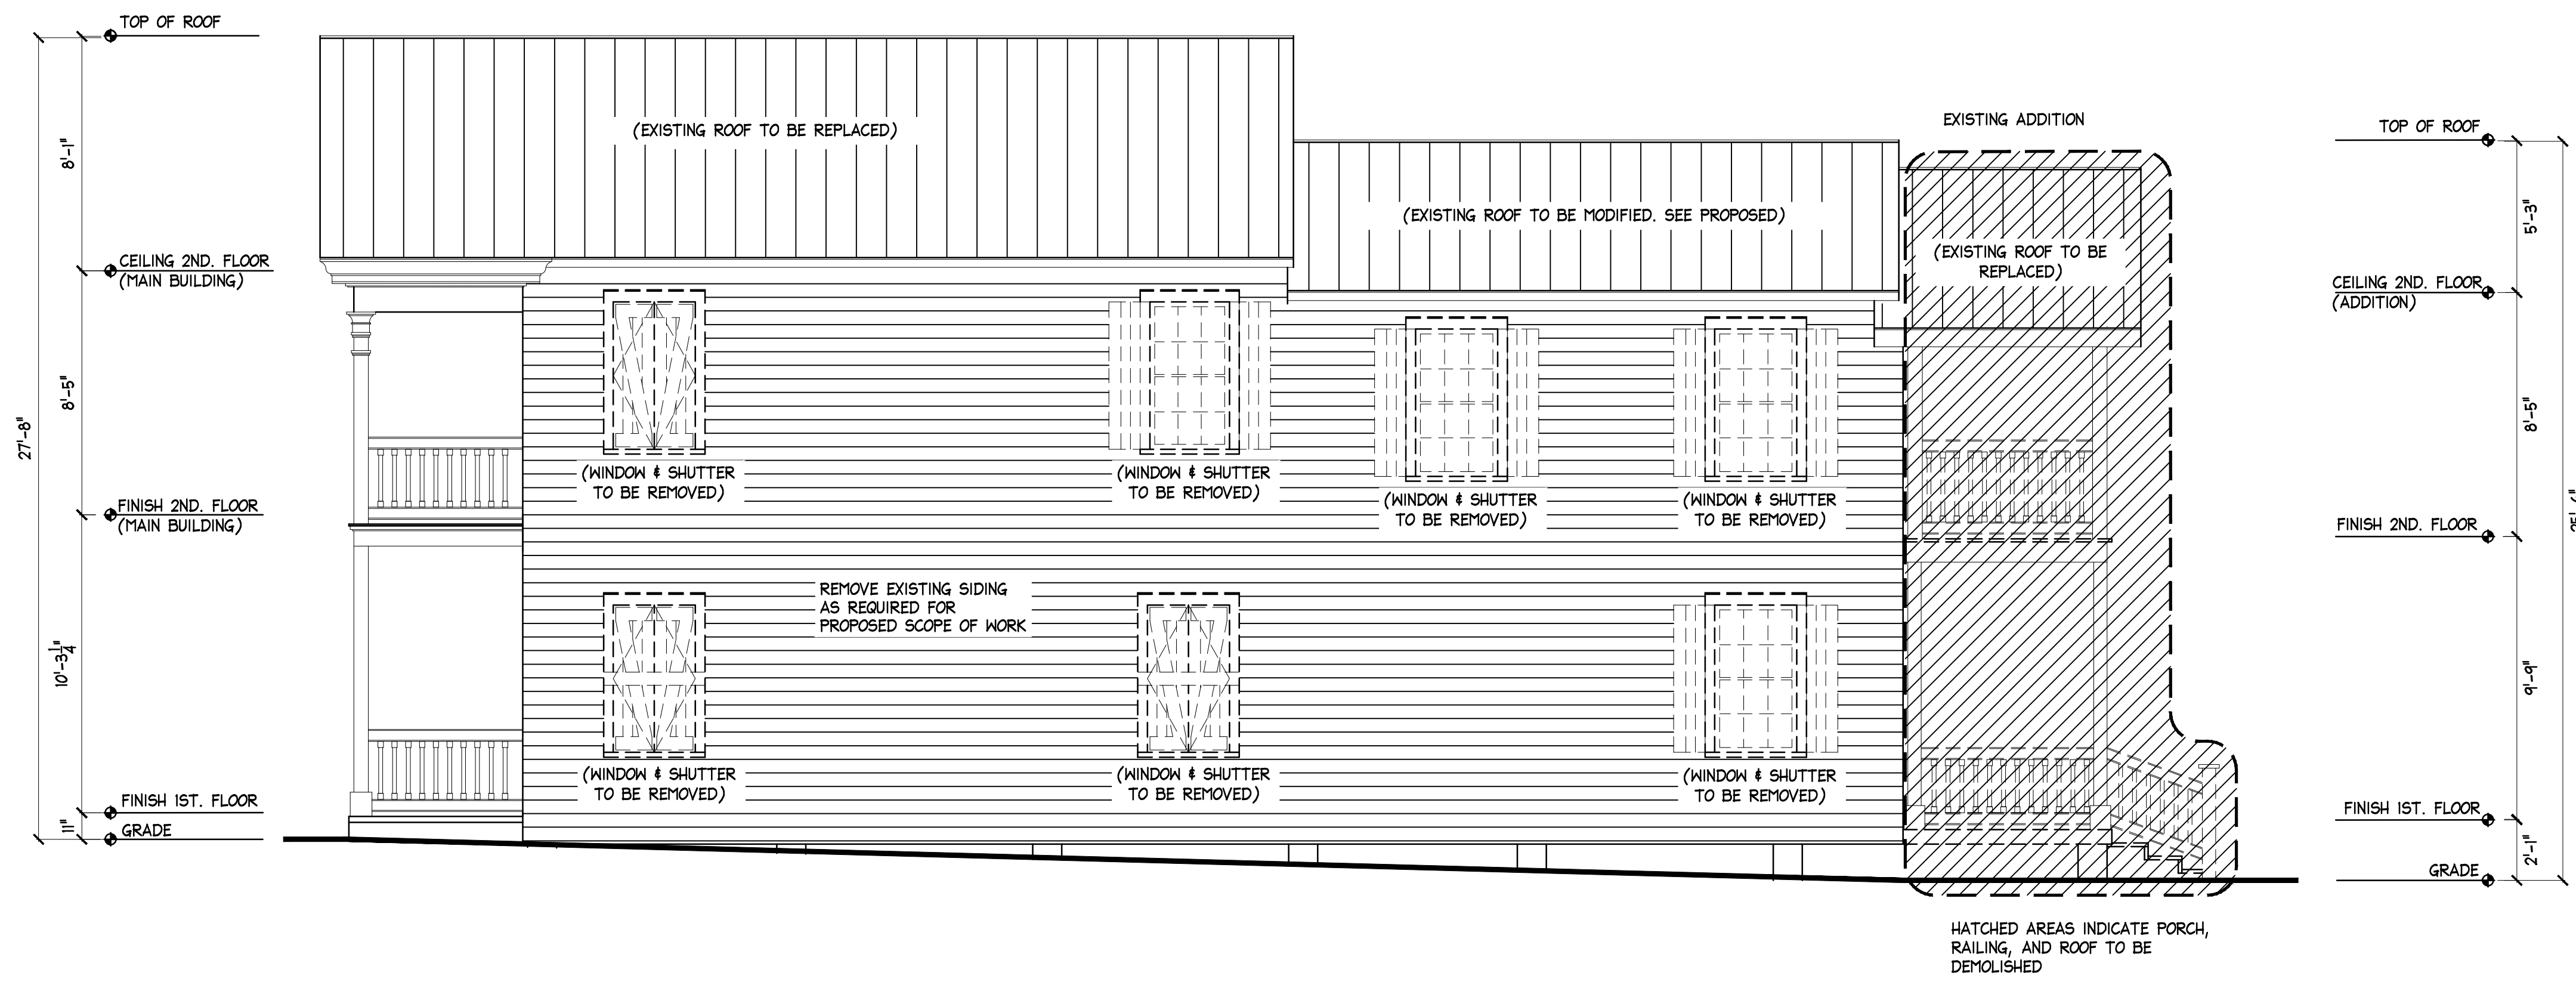 TOP OF ROOF
8'-1"
CEILING 2ND. FLOOR
(MAIN BUILDING)
8'-5"
27'-8"
FINISH 2ND. FLOOR
(MAIN BUILDING)
10'-3 1/4"
FINISH 1ST. FLOOR
11"
GRADE
(EXISTING ROOF TO BE REPLACED)
(EXISTING ROOF TO BE MODIFIED. SEE PROPOSED)
EXISTING ADDITION
(EXISTING ROOF TO BE
REPLACED)
(WINDOW & SHUTTER
TO BE REMOVED)
(WINDOW & SHUTTER
TO BE REMOVED)
(WINDOW & SHUTTER
TO BE REMOVED)
(WINDOW & SHUTTER
TO BE REMOVED)
REMOVE EXISTING SIDING
AS REQUIRED FOR
PROPOSED SCOPE OF WORK
(WINDOW & SHUTTER
TO BE REMOVED)
(WINDOW & SHUTTER
TO BE REMOVED)
(WINDOW & SHUTTER
TO BE REMOVED)
TOP OF ROOF
5'-3"
CEILING 2ND. FLOOR
(ADDITION)
8'-5"
FINISH 2ND. FLOOR
9'-9"
FINISH 1ST. FLOOR
2'-1"
GRADE
HATCHED AREAS INDICATE PORCH,
RAILING, AND ROOF TO BE
DEMOLISHED